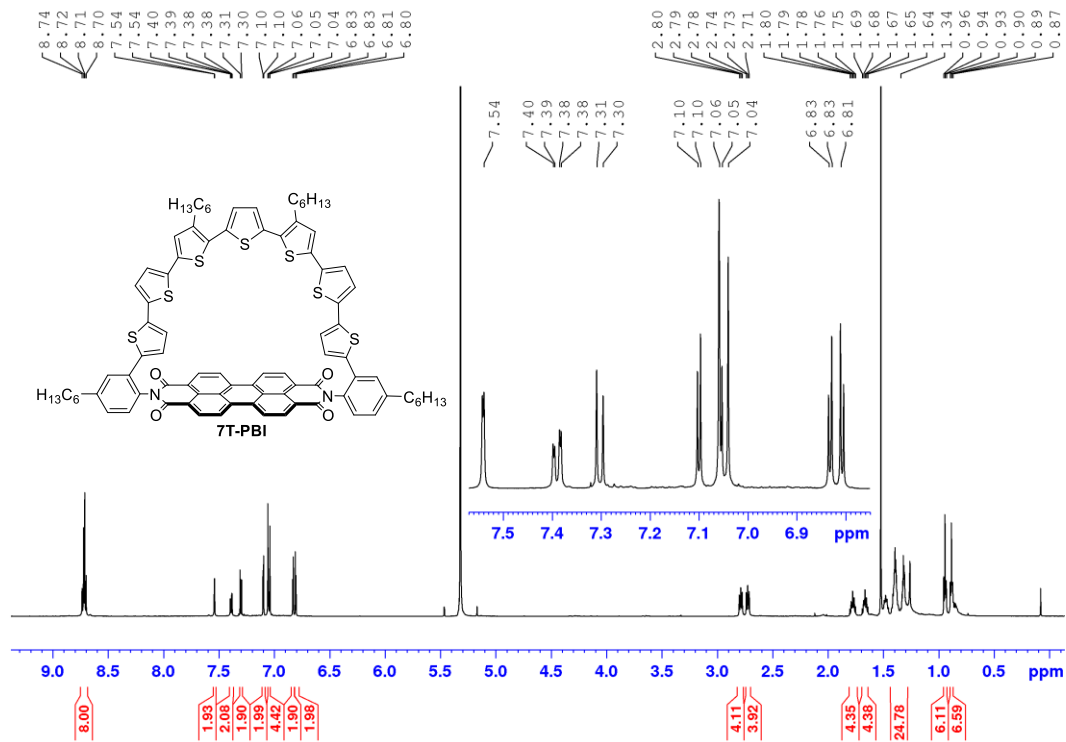 8.74 8.72 8.71 8.70 7.54 7.54 7.40 7.39 7.38 7.38 7.31 7.30 7.10 7.10 7.06 7.05 7.04 6.83 6.83 6.81 6.80 2.80 2.79 2.78 2.74 2.73 2.71 1.80 1.79 1.78 1.76 1.75 1.69 1.68 1.67 1.65 1.64 1.34 0.96 0.94 0.93 0.90 0.89 0.87
7.54 7.40 7.39 7.38 7.38 7.31 7.30 7.10 7.10 7.06 7.05 7.04 6.83 6.83 6.81
H13C6 C6H13
S S S
S S
S S
H13C6 O O C6H13
N N
O O
7T-PBI
7.5 7.4 7.3 7.2 7.1 7.0 6.9 ppm
9.0 8.5 8.0 7.5 7.0 6.5 6.0 5.5 5.0 4.5 4.0 3.5 3.0 2.5 2.0 1.5 1.0 0.5 ppm
8.00 1.93 2.08 1.90 1.99 4.42 1.90 1.98 4.11 3.92 4.35 4.38 24.78 6.11 6.59